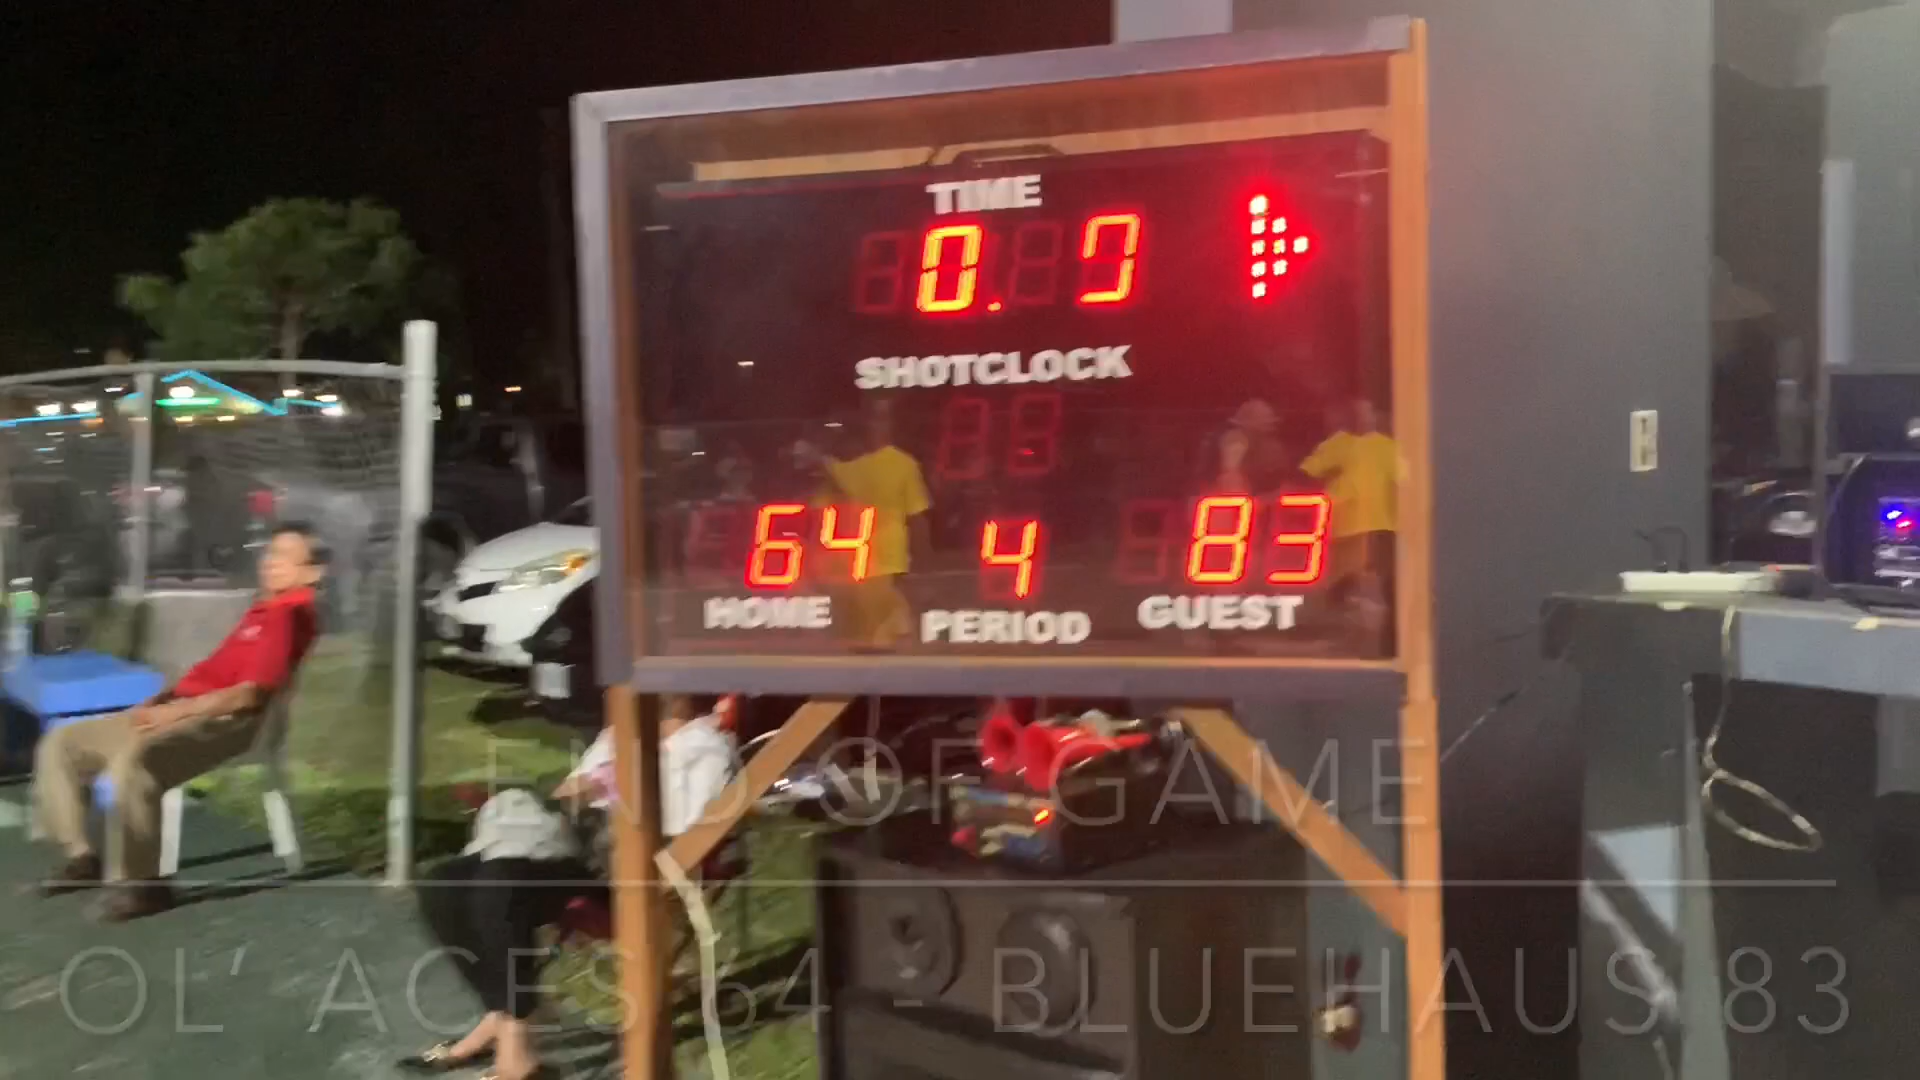 TIME
0.7
SHOTCLOCK
64 4 83
HOME PERIOD GUEST
END OF GAME
OL' ACES 64 - BLUEHAUS 83